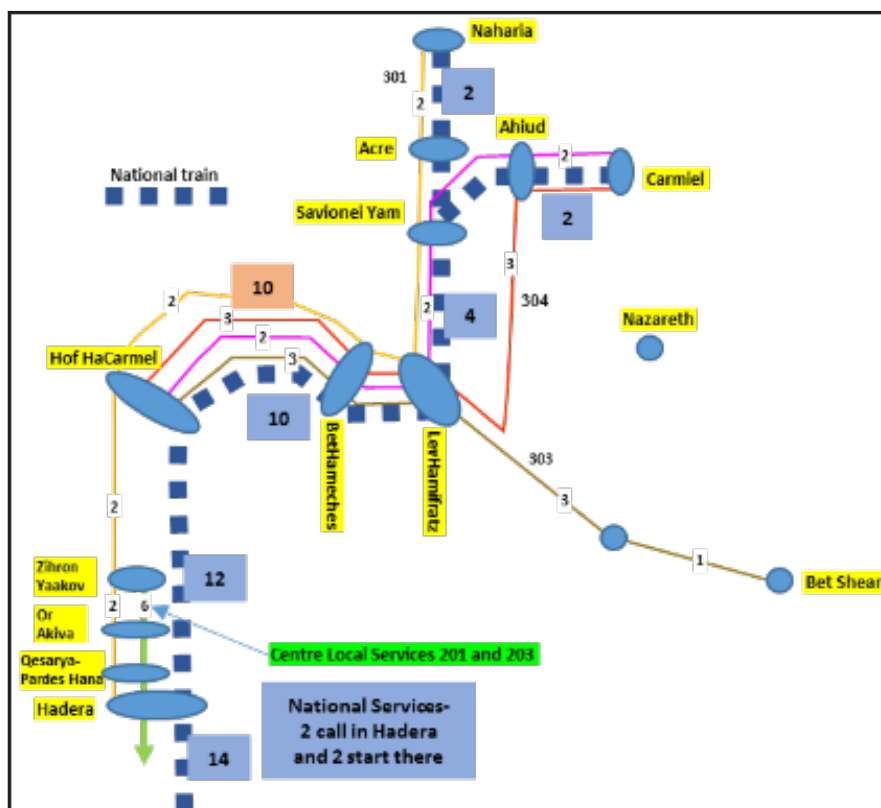 Naharia
301
2
2
Ahiud
Acre
2
Carmiel
National train
Savionei Yam
2
3
304
10
2
3
2
4
2
3
Nazareth
Hof HaCarmel
10
BetHameches
LevHamifratz
303
3
2
1
Bet Shear
Zihron
Yaakov
12
2
6
Or
Akiva
Centre Local Services 201 and 203
Qesarya-
Pardes Hana
Hadera
National Services-
2 call in Hadera
and 2 start there
14